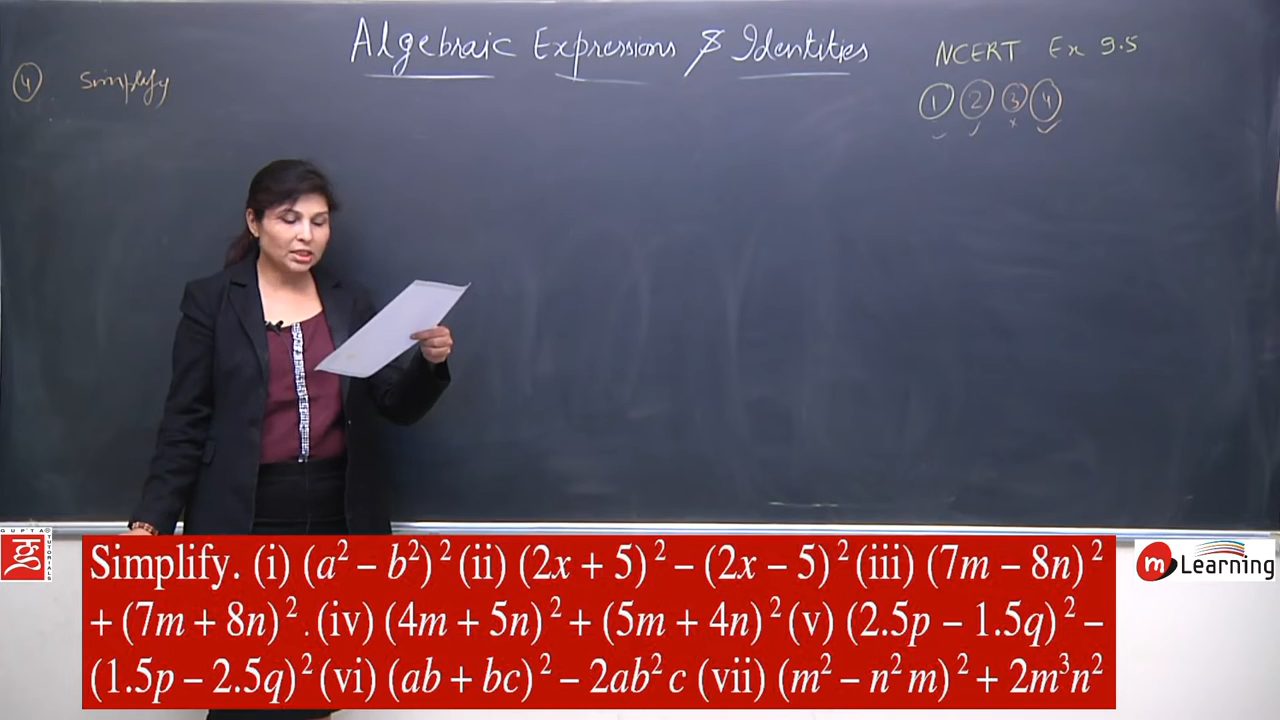 Algebraic Expressions & Identities
NCERT Ex 9.5
④ Simplify
① ② ③ ④
GUPTA® TUTORIALS
ग
Simplify. (i) (a² – b²)² (ii) (2x + 5)² – (2x – 5)² (iii) (7m – 8n)²
+ (7m + 8n)². (iv) (4m + 5n)² + (5m + 4n)² (v) (2.5p – 1.5q)² –
(1.5p – 2.5q)² (vi) (ab + bc)² – 2ab²c (vii) (m² – n²m)² + 2m³n²
m Learning